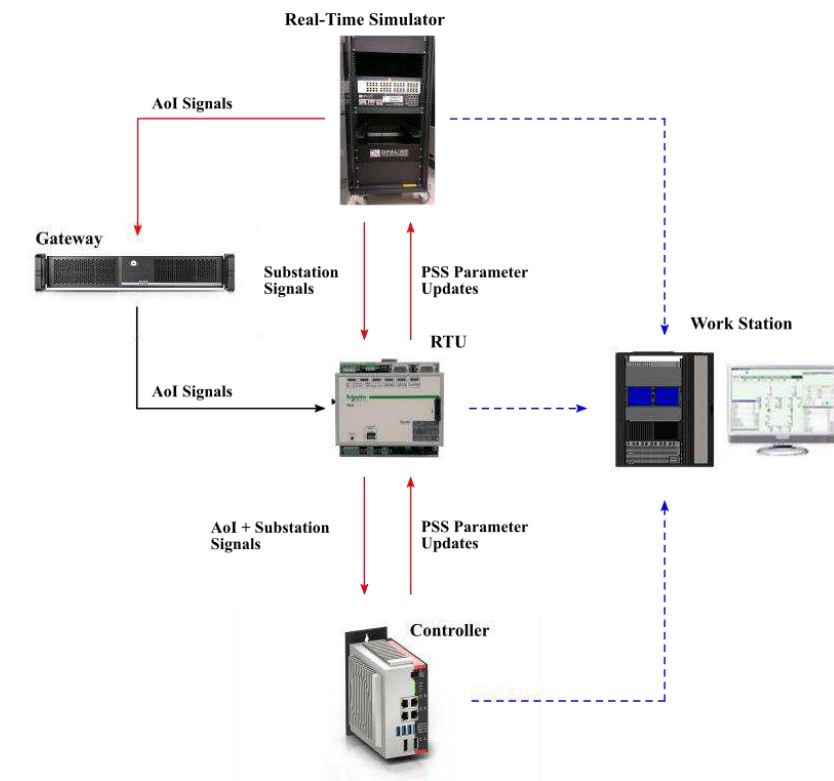 Real-Time Simulator
AoI Signals
Gateway
Substation
Signals
PSS Parameter
Updates
RTU
Work Station
AoI Signals
AoI + Substation
Signals
PSS Parameter
Updates
Controller